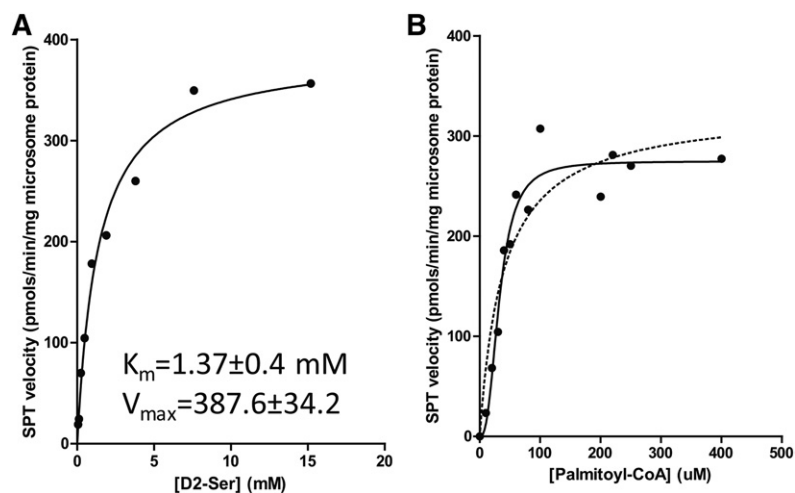 A
SPT velocity (pmols/min/mg microsome protein)
400
300
200
100
0
Km=1.37±0.4 mM
Vmax=387.6±34.2
0 5 10 15 20
[D2-Ser] (mM)
B
SPT velocity (pmols/min/mg microsome protein)
400
300
200
100
0
0 100 200 300 400 500
[Palmitoyl-CoA] (uM)